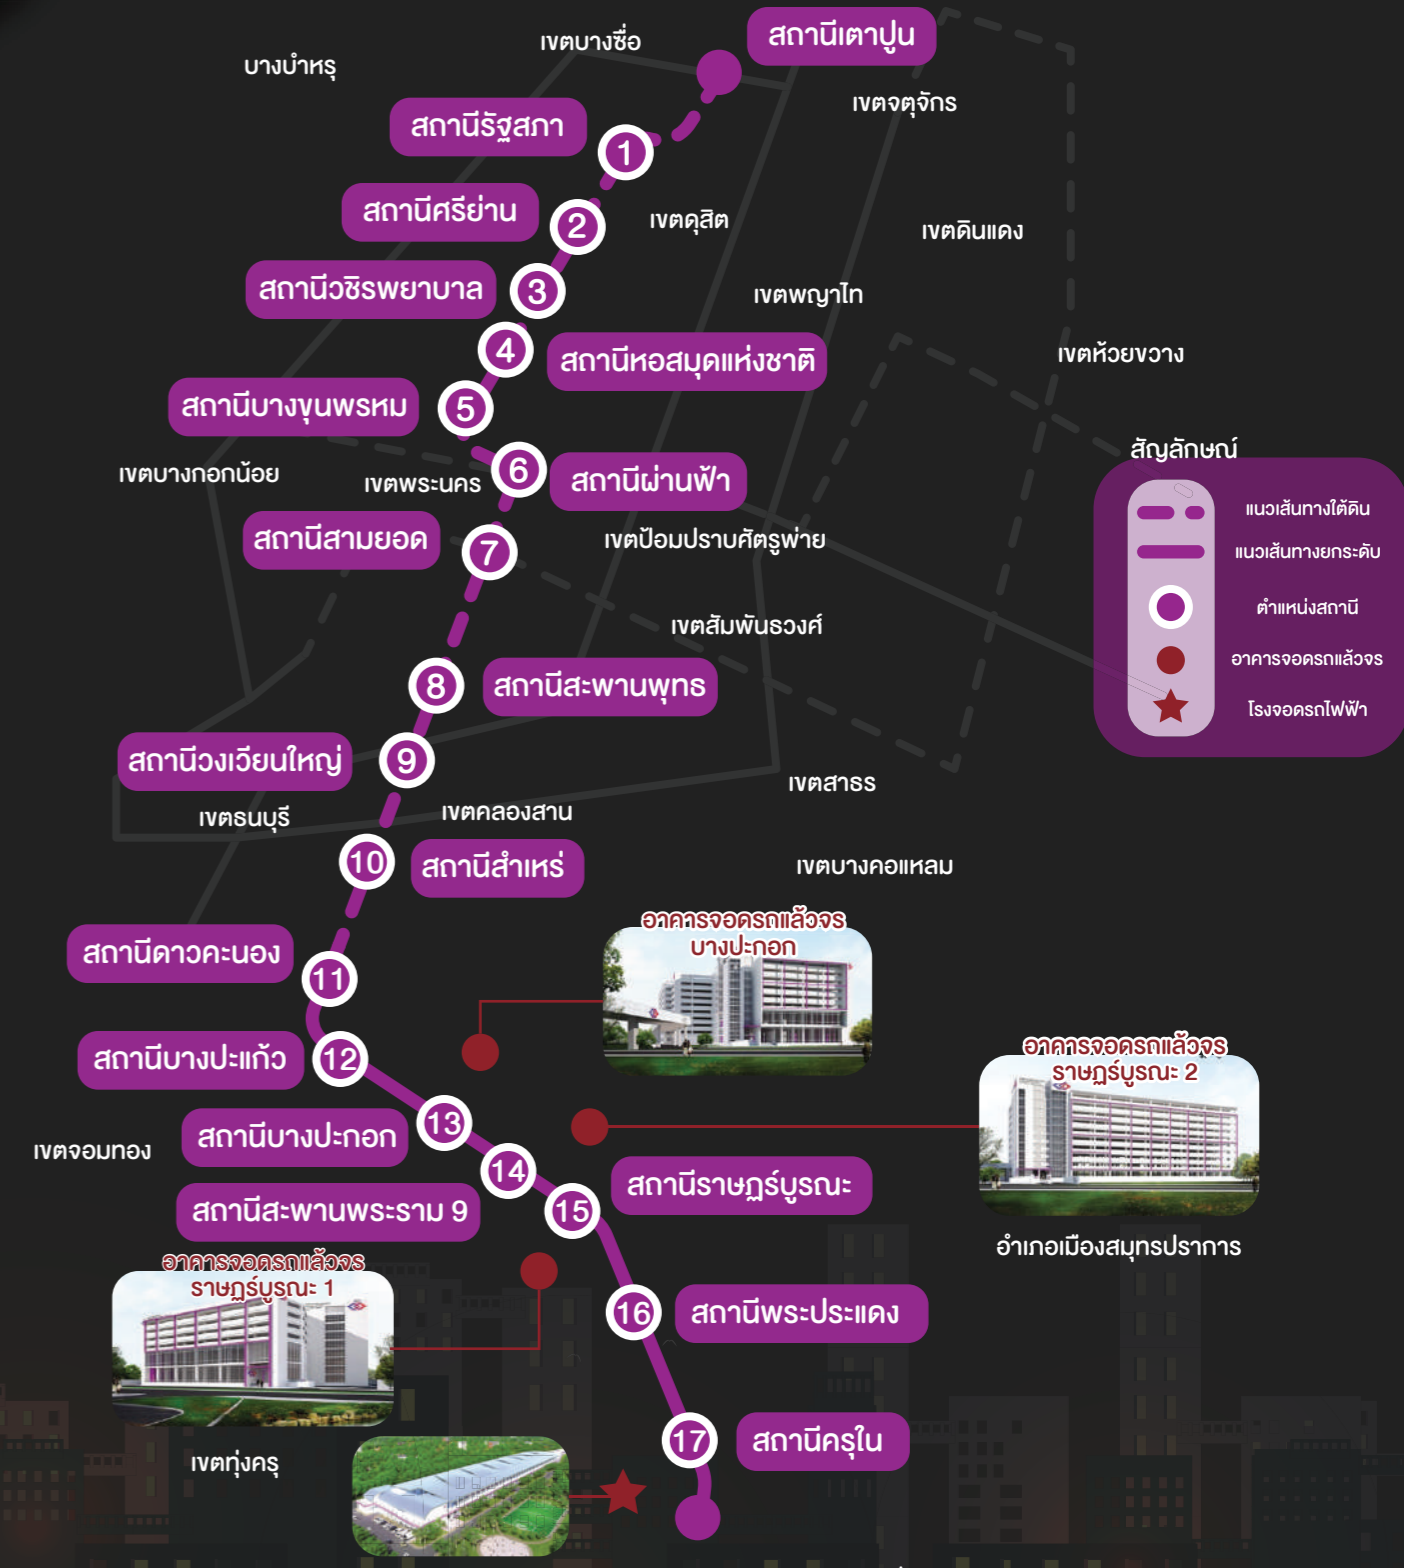 สถานีเตาปูน
เขตบางซื่อ
บางบำหรุ
เขตจตุจักร
สถานีรัฐสภา
1
สถานีศรีย่าน
2
เขตดุสิต
เขตดินแดง
สถานีวชิรพยาบาล
3
เขตพญาไท
4
สถานีหอสมุดแห่งชาติ
เขตห้วยขวาง
สถานีบางขุนพรหม
5
สัญลักษณ์
แนวเส้นทางใต้ดิน
แนวเส้นทางยกระดับ
ตำแหน่งสถานี
อาคารจอดรถแล้วจร
โรงจอดรถไฟฟ้า
เขตบางกอกน้อย
เขตพระนคร
6
สถานีผ่านฟ้า
สถานีสามยอด
7
เขตป้อมปราบศัตรูพ่าย
เขตสัมพันธวงศ์
8
สถานีสะพานพุทธ
สถานีวงเวียนใหญ่
9
เขตสาธร
เขตธนบุรี
เขตคลองสาน
10
สถานีสำเหร่
เขตบางคอแหลม
อาคารจอดรถแล้วจร
บางปะกอก
สถานีดาวคะนอง
11
สถานีบางปะแก้ว
12
อาคารจอดรถแล้วจร
ราษฎร์บูรณะ 2
สถานีบางปะกอก
13
เขตจอมทอง
14
สถานีราษฎร์บูรณะ
สถานีสะพานพระราม 9
15
อำเภอเมืองสมุทรปราการ
อาคารจอดรถแล้วจร
ราษฎร์บูรณะ 1
16
สถานีพระประแดง
17
สถานีครุใน
เขตทุ่งครุ